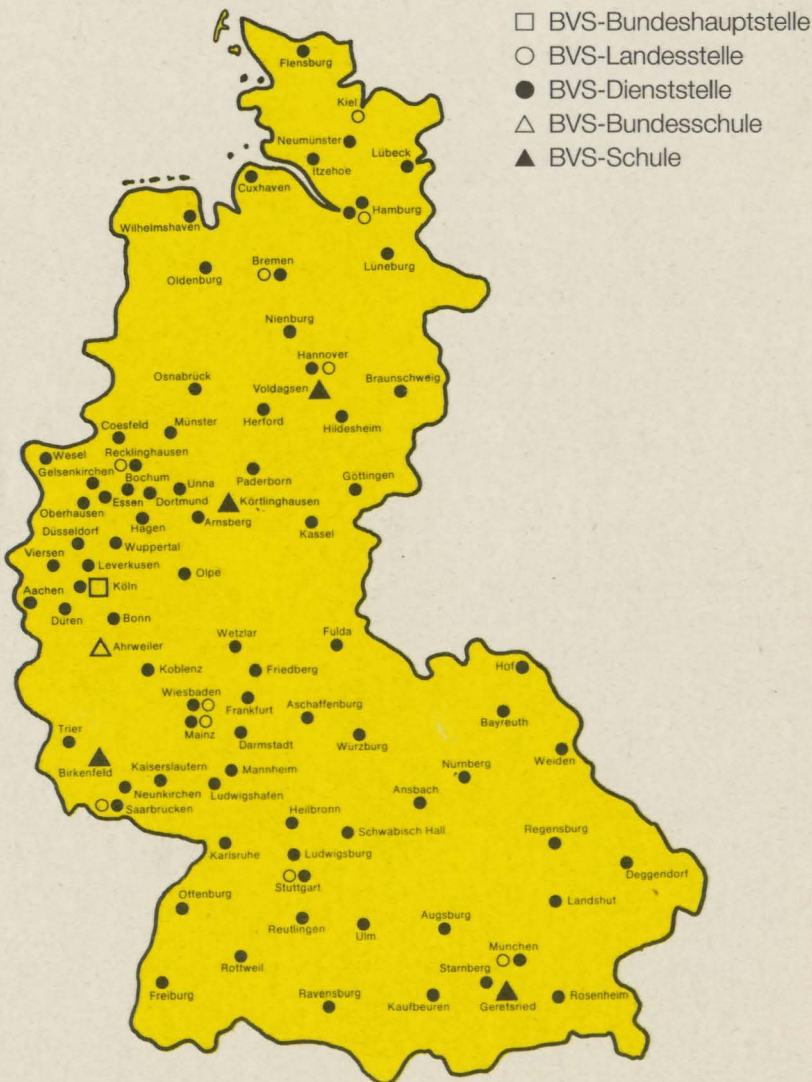 BVS-Bundeshauptstelle
BVS-Landesstelle
BVS-Dienststelle
BVS-Bundesschule
BVS-Schule
Flensburg
Kiel
Neumünster
Itzehoe
Lübeck
Cuxhaven
Hamburg
Wilhelmshaven
Bremen
Lüneburg
Oldenburg
Nienburg
Hannover
Osnabrück
Voldagsen
Braunschweig
Coesfeld
Münster
Herford
Hildesheim
Wesel
Recklinghausen
Gelsenkirchen
Bochum
Unna
Paderborn
Göttingen
Oberhausen
Essen
Dortmund
Körtlinghausen
Hagen
Arnsberg
Kassel
Düsseldorf
Wuppertal
Viersen
Leverkusen
Olpe
Aachen
Köln
Düren
Bonn
Ahrweiler
Wetzlar
Fulda
Koblenz
Friedberg
Hof
Wiesbaden
Frankfurt
Aschaffenburg
Bayreuth
Mainz
Trier
Darmstadt
Wurzburg
Weiden
Birkenfeld
Kaiserslautern
Mannheim
Nürnberg
Neunkirchen
Ludwigshafen
Ansbach
Saarbrucken
Heilbronn
Schwäbisch Hall
Regensburg
Karlsruhe
Ludwigsburg
Deggendorf
Stuttgart
Offenburg
Landshut
Reutlingen
Ulm
Augsburg
Munchen
Rottweil
Starnberg
Freiburg
Ravensburg
Kaufbeuren
Geretsried
Rosenheim